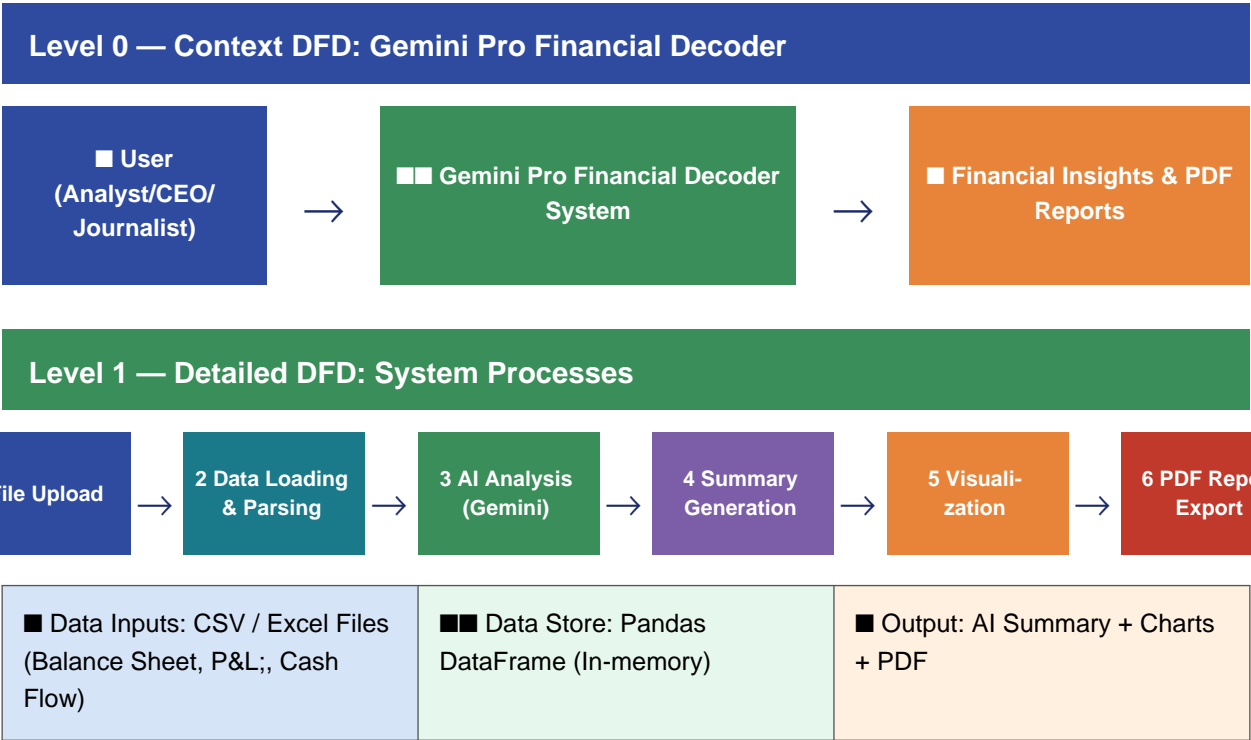 Level 0 — Context DFD: Gemini Pro Financial Decoder
■ User
(Analyst/CEO/
Journalist)
→
■■ Gemini Pro Financial Decoder
System
→
■ Financial Insights & PDF
Reports
Level 1 — Detailed DFD: System Processes
File Upload
→
2 Data Loading
& Parsing
→
3 AI Analysis
(Gemini)
→
4 Summary
Generation
→
5 Visuali-
zation
→
6 PDF Repo
Export
■ Data Inputs: CSV / Excel Files
(Balance Sheet, P&L;, Cash
Flow)
■■ Data Store: Pandas
DataFrame (In-memory)
■ Output: AI Summary + Charts
+ PDF